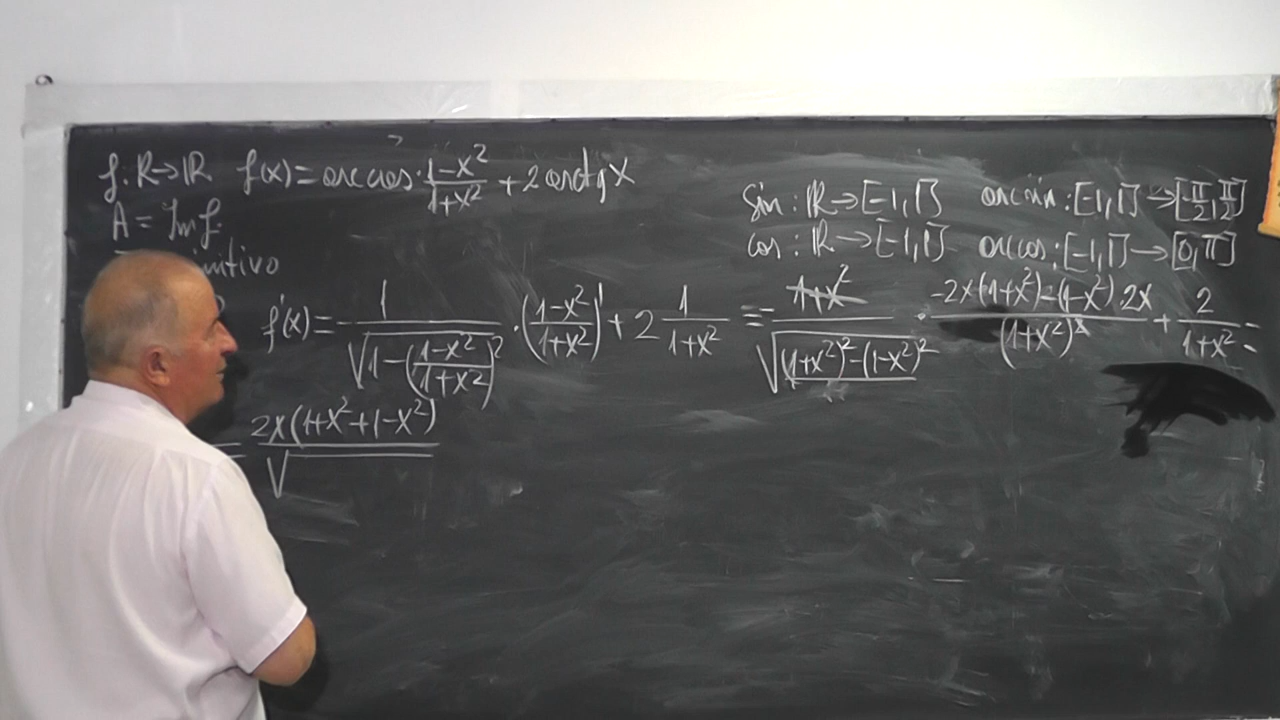 f: ℝ→ℝ f(x) = arccos (1-x²)/(1+x²) + 2 arctg x
A = Im f
sin : ℝ → [-1,1] arcsin : [-1,1] → [-π/2, π/2]
cos : ℝ → [-1,1] arccos : [-1,1] → [0,π]
f'(x) = - 1/√(1-((1-x²)/(1+x²))²) · ((1-x²)/(1+x²))' + 2 1/(1+x²) = - (1+x²)/√((1+x²)²-(1-x²)²) · (-2x(1+x²)-(1-x²)·2x)/(1+x²)² + 2/(1+x²) =
= 2x(1+x²+1-x²)/√